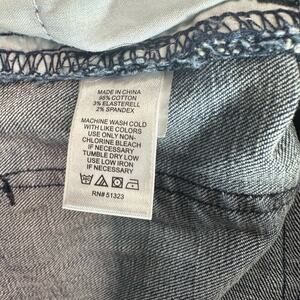 MADE IN CHINA
95% COTTON
3% ELASTERELL
2% SPANDEX
MACHINE WASH COLD
WITH LIKE COLORS
USE ONLY NON-
CHLORINE BLEACH
IF NECESSARY
TUMBLE DRY LOW
USE LOW IRON
IF NECESSARY
RN# 51323